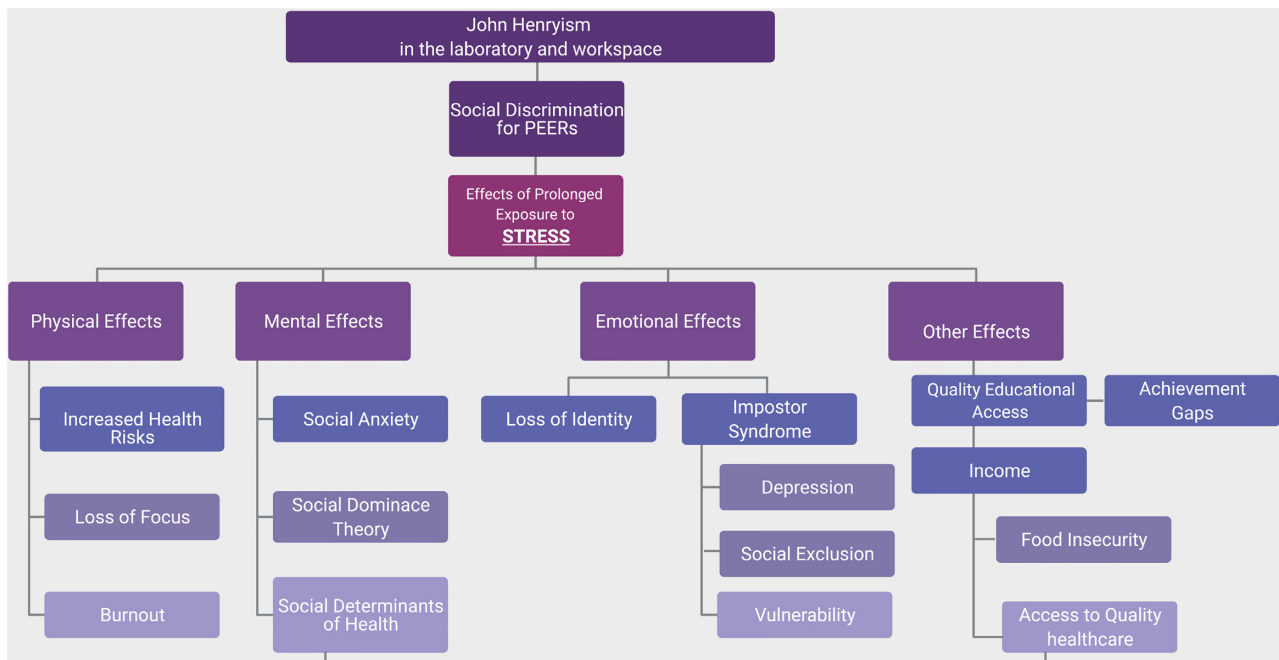 John Henryism
in the laboratory and workspace
Social Discrimination
for PEERs
Effects of Prolonged
Exposure to
STRESS
Physical Effects
Mental Effects
Emotional Effects
Other Effects
Increased Health
Risks
Loss of Focus
Burnout
Social Anxiety
Social Dominace
Theory
Social Determinants
of Health
Loss of Identity
Impostor
Syndrome
Depression
Social Exclusion
Vulnerability
Quality Educational
Access
Achievement
Gaps
Income
Food Insecurity
Access to Quality
healthcare